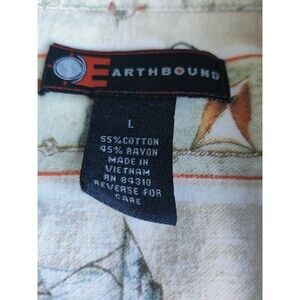 EARTHBOUND
L
55%COTTON
45% RAYON
MADE IN
VIETNAM
RN 84310
REVERSE FOR
CARE